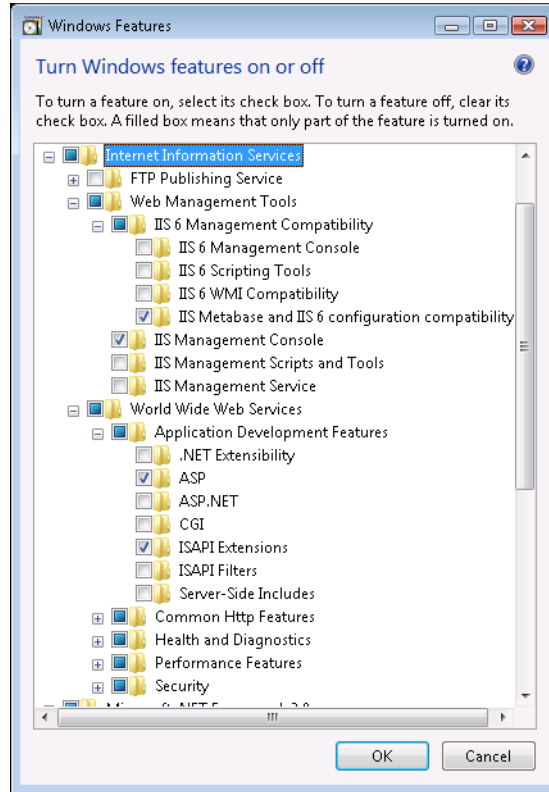 Windows Features
Turn Windows features on or off
To turn a feature on, select its check box. To turn a feature off, clear its
check box. A filled box means that only part of the feature is turned on.
Internet Information Services
FTP Publishing Service
Web Management Tools
IIS 6 Management Compatibility
IIS 6 Management Console
IIS 6 Scripting Tools
IIS 6 WMI Compatibility
IIS Metabase and IIS 6 configuration compatibility
IIS Management Console
IIS Management Scripts and Tools
IIS Management Service
World Wide Web Services
Application Development Features
.NET Extensibility
ASP
ASP.NET
CGI
ISAPI Extensions
ISAPI Filters
Server-Side Includes
Common Http Features
Health and Diagnostics
Performance Features
Security
OK Cancel